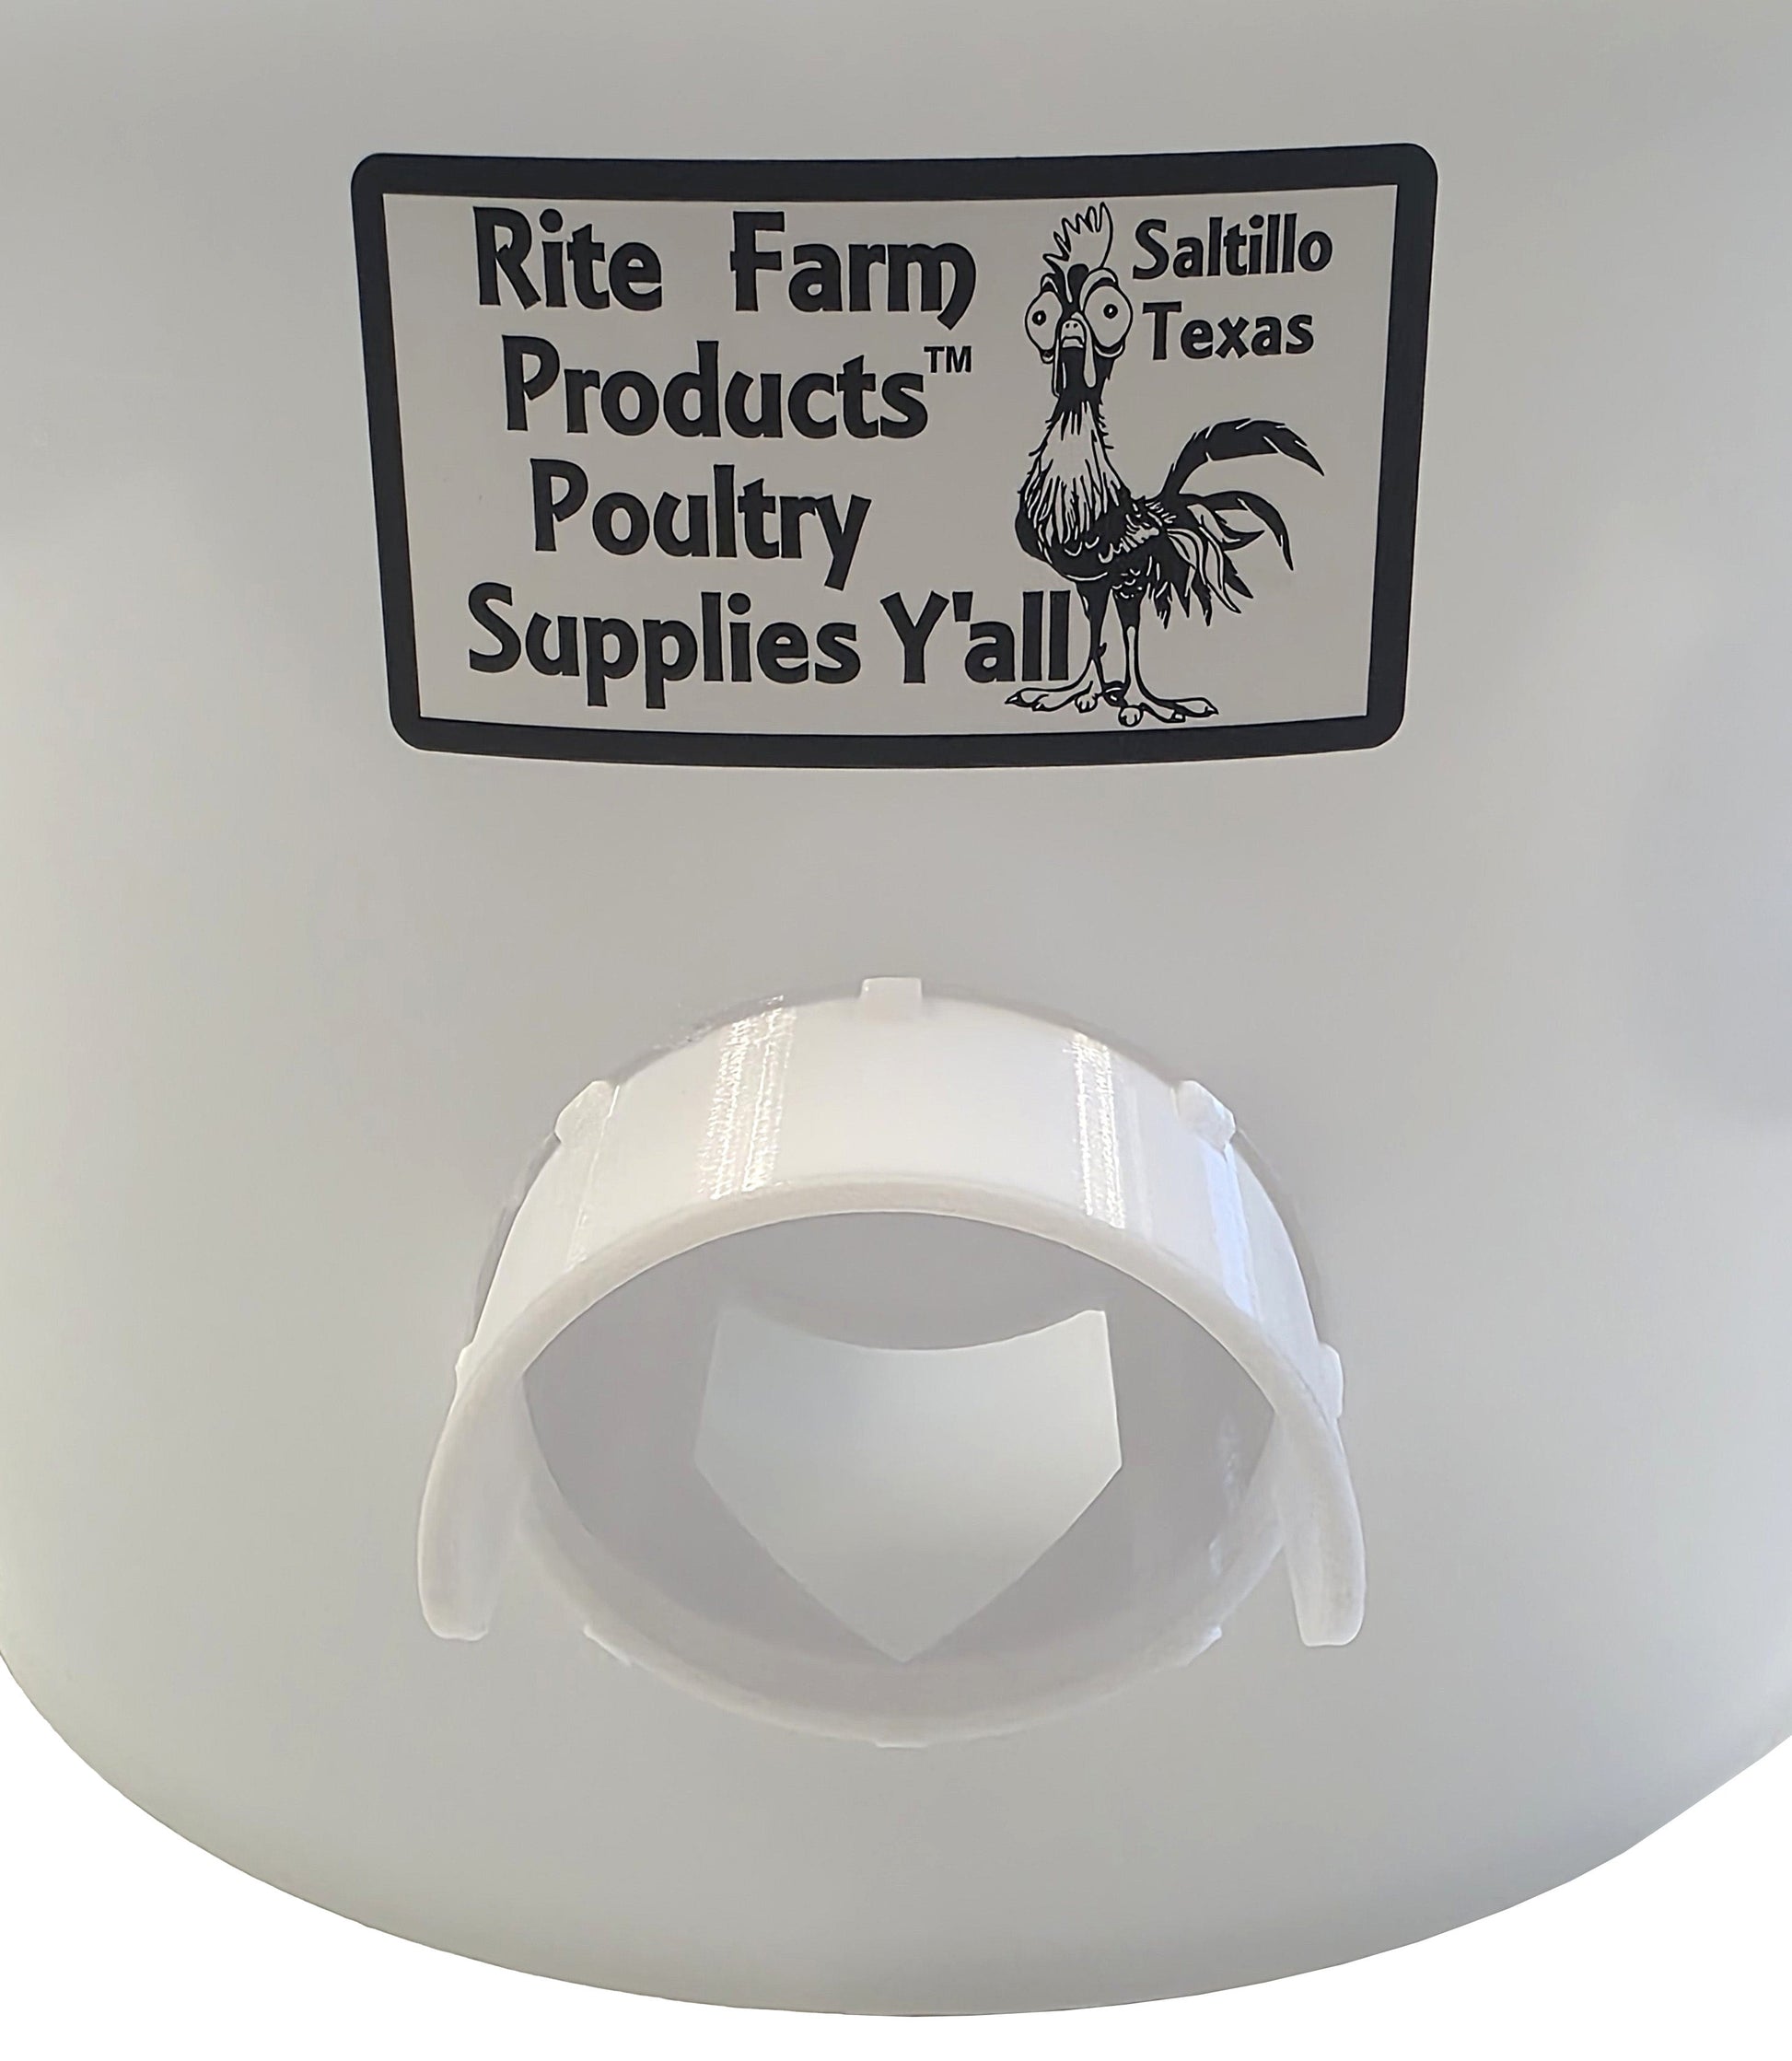 Rite Farm
Products™
Poultry
Supplies Y'all
Saltillo
Texas